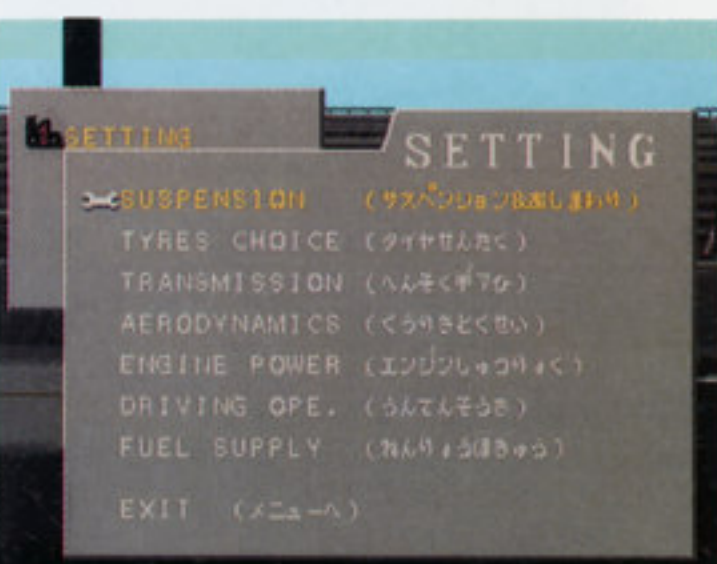 SETTING
SETTING
SUSPENSION (サスペンション&あしまわり)
TYRES CHOICE (タイヤせんたく)
TRANSMISSION (へんそくギアひ)
AERODYNAMICS (くうりきとくせい)
ENGINE POWER (エンジンしゅつりょく)
DRIVING OPE. (うんてんそうさ)
FUEL SUPPLY (ねんりょうほきゅう)
EXIT (メニューへ)